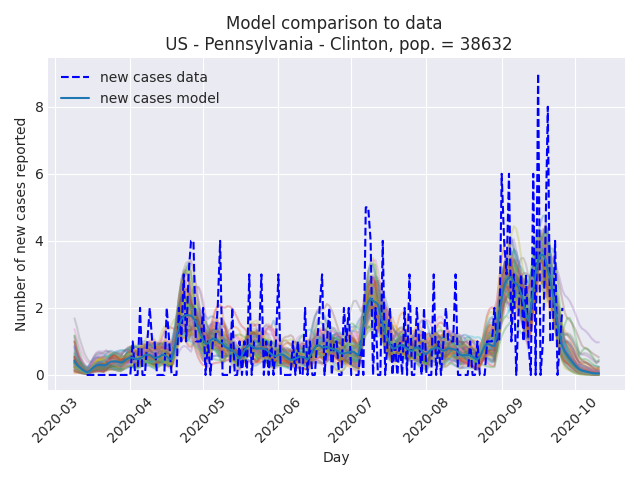 Model comparison to data
US - Pennsylvania - Clinton, pop. = 38632
new cases data
new cases model
Number of new cases reported
8
6
4
2
0
2020-03
2020-04
2020-05
2020-06
2020-07
2020-08
2020-09
2020-10
Day